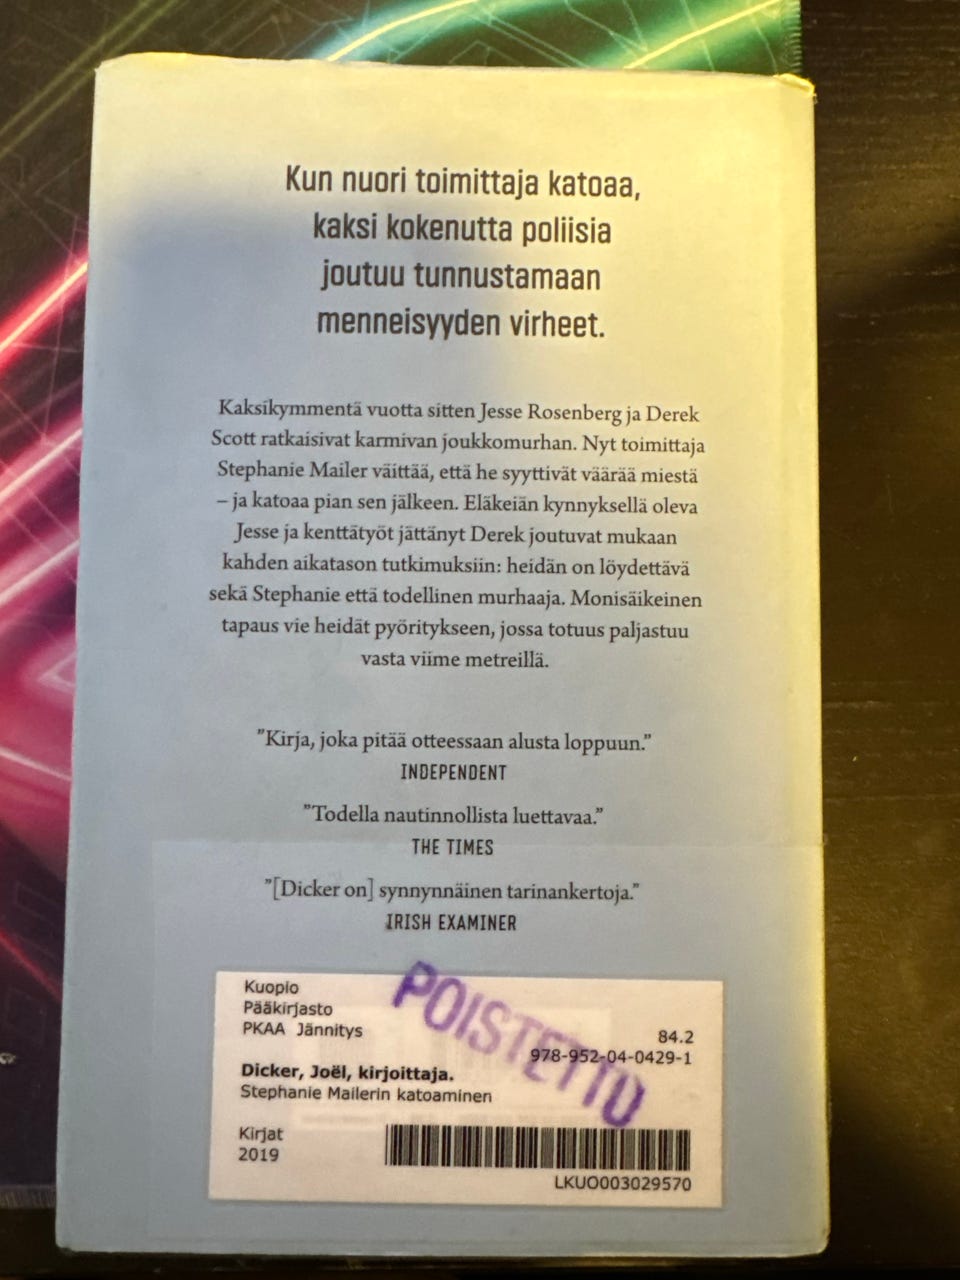 Kun nuori toimittaja katoaa,
kaksi kokenutta poliisia
joutuu tunnustamaan
menneisyyden virheet.
Kaksikymmentä vuotta sitten Jesse Rosenberg ja Derek
Scott ratkaisivat karmivan joukkomurhan. Nyt toimittaja
Stephanie Mailer väittää, että he syyttivät väärää miestä
– ja katoaa pian sen jälkeen. Eläkeiän kynnyksellä oleva
Jesse ja kenttätyöt jättänyt Derek joutuvat mukaan
kahden aikatason tutkimuksiin: heidän on löydettävä
sekä Stephanie että todellinen murhaaja. Monisäikeinen
tapaus vie heidät pyöritykseen, jossa totuus paljastuu
vasta viime metreillä.
”Kirja, joka pitää otteessaan alusta loppuun.”
INDEPENDENT
”Todella nautinnollista luettavaa.”
THE TIMES
”[Dicker on] synnynnäinen tarinankertoja.”
IRISH EXAMINER
Kuopio
Pääkirjasto
PKAA Jännitys
84.2
978-952-04-0429-1
POISTETTU
Dicker, Joël, kirjoittaja.
Stephanie Mailerin katoaminen
Kirjat
2019
LKUO003029570